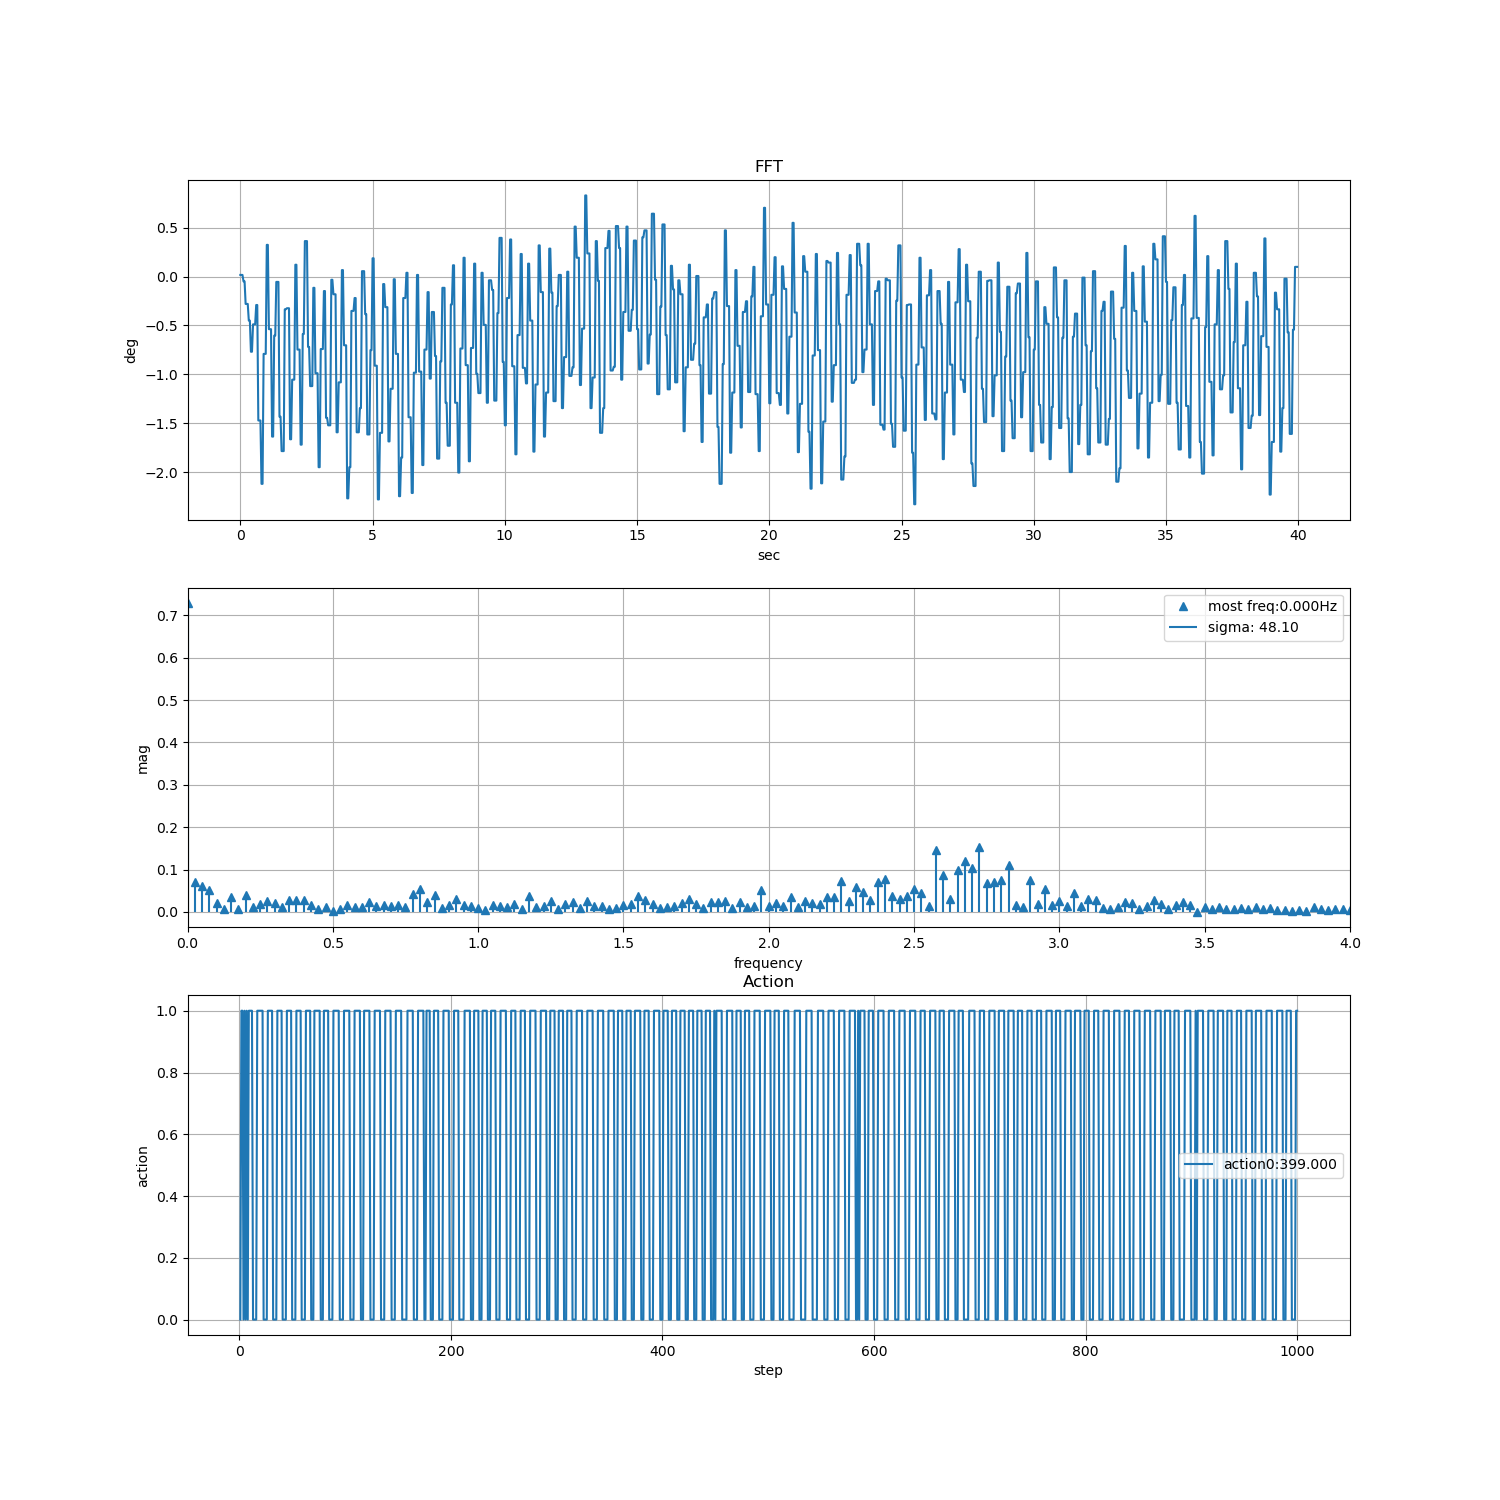 FFT
0.5
0.0
−0.5
−1.0
−1.5
−2.0
deg
0 5 10 15 20 25 30 35 40
sec
most freq:0.000Hz
sigma: 48.10
0.7
0.6
0.5
0.4
0.3
0.2
0.1
0.0
mag
0.0 0.5 1.0 1.5 2.0 2.5 3.0 3.5 4.0
frequency
Action
1.0
0.8
0.6
0.4
0.2
0.0
action
action0:399.000
0 200 400 600 800 1000
step